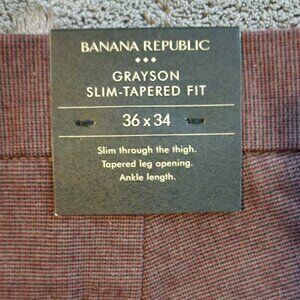 BANANA REPUBLIC
GRAYSON
SLIM-TAPERED FIT
36 x 34
Slim through the thigh.
Tapered leg opening.
Ankle length.